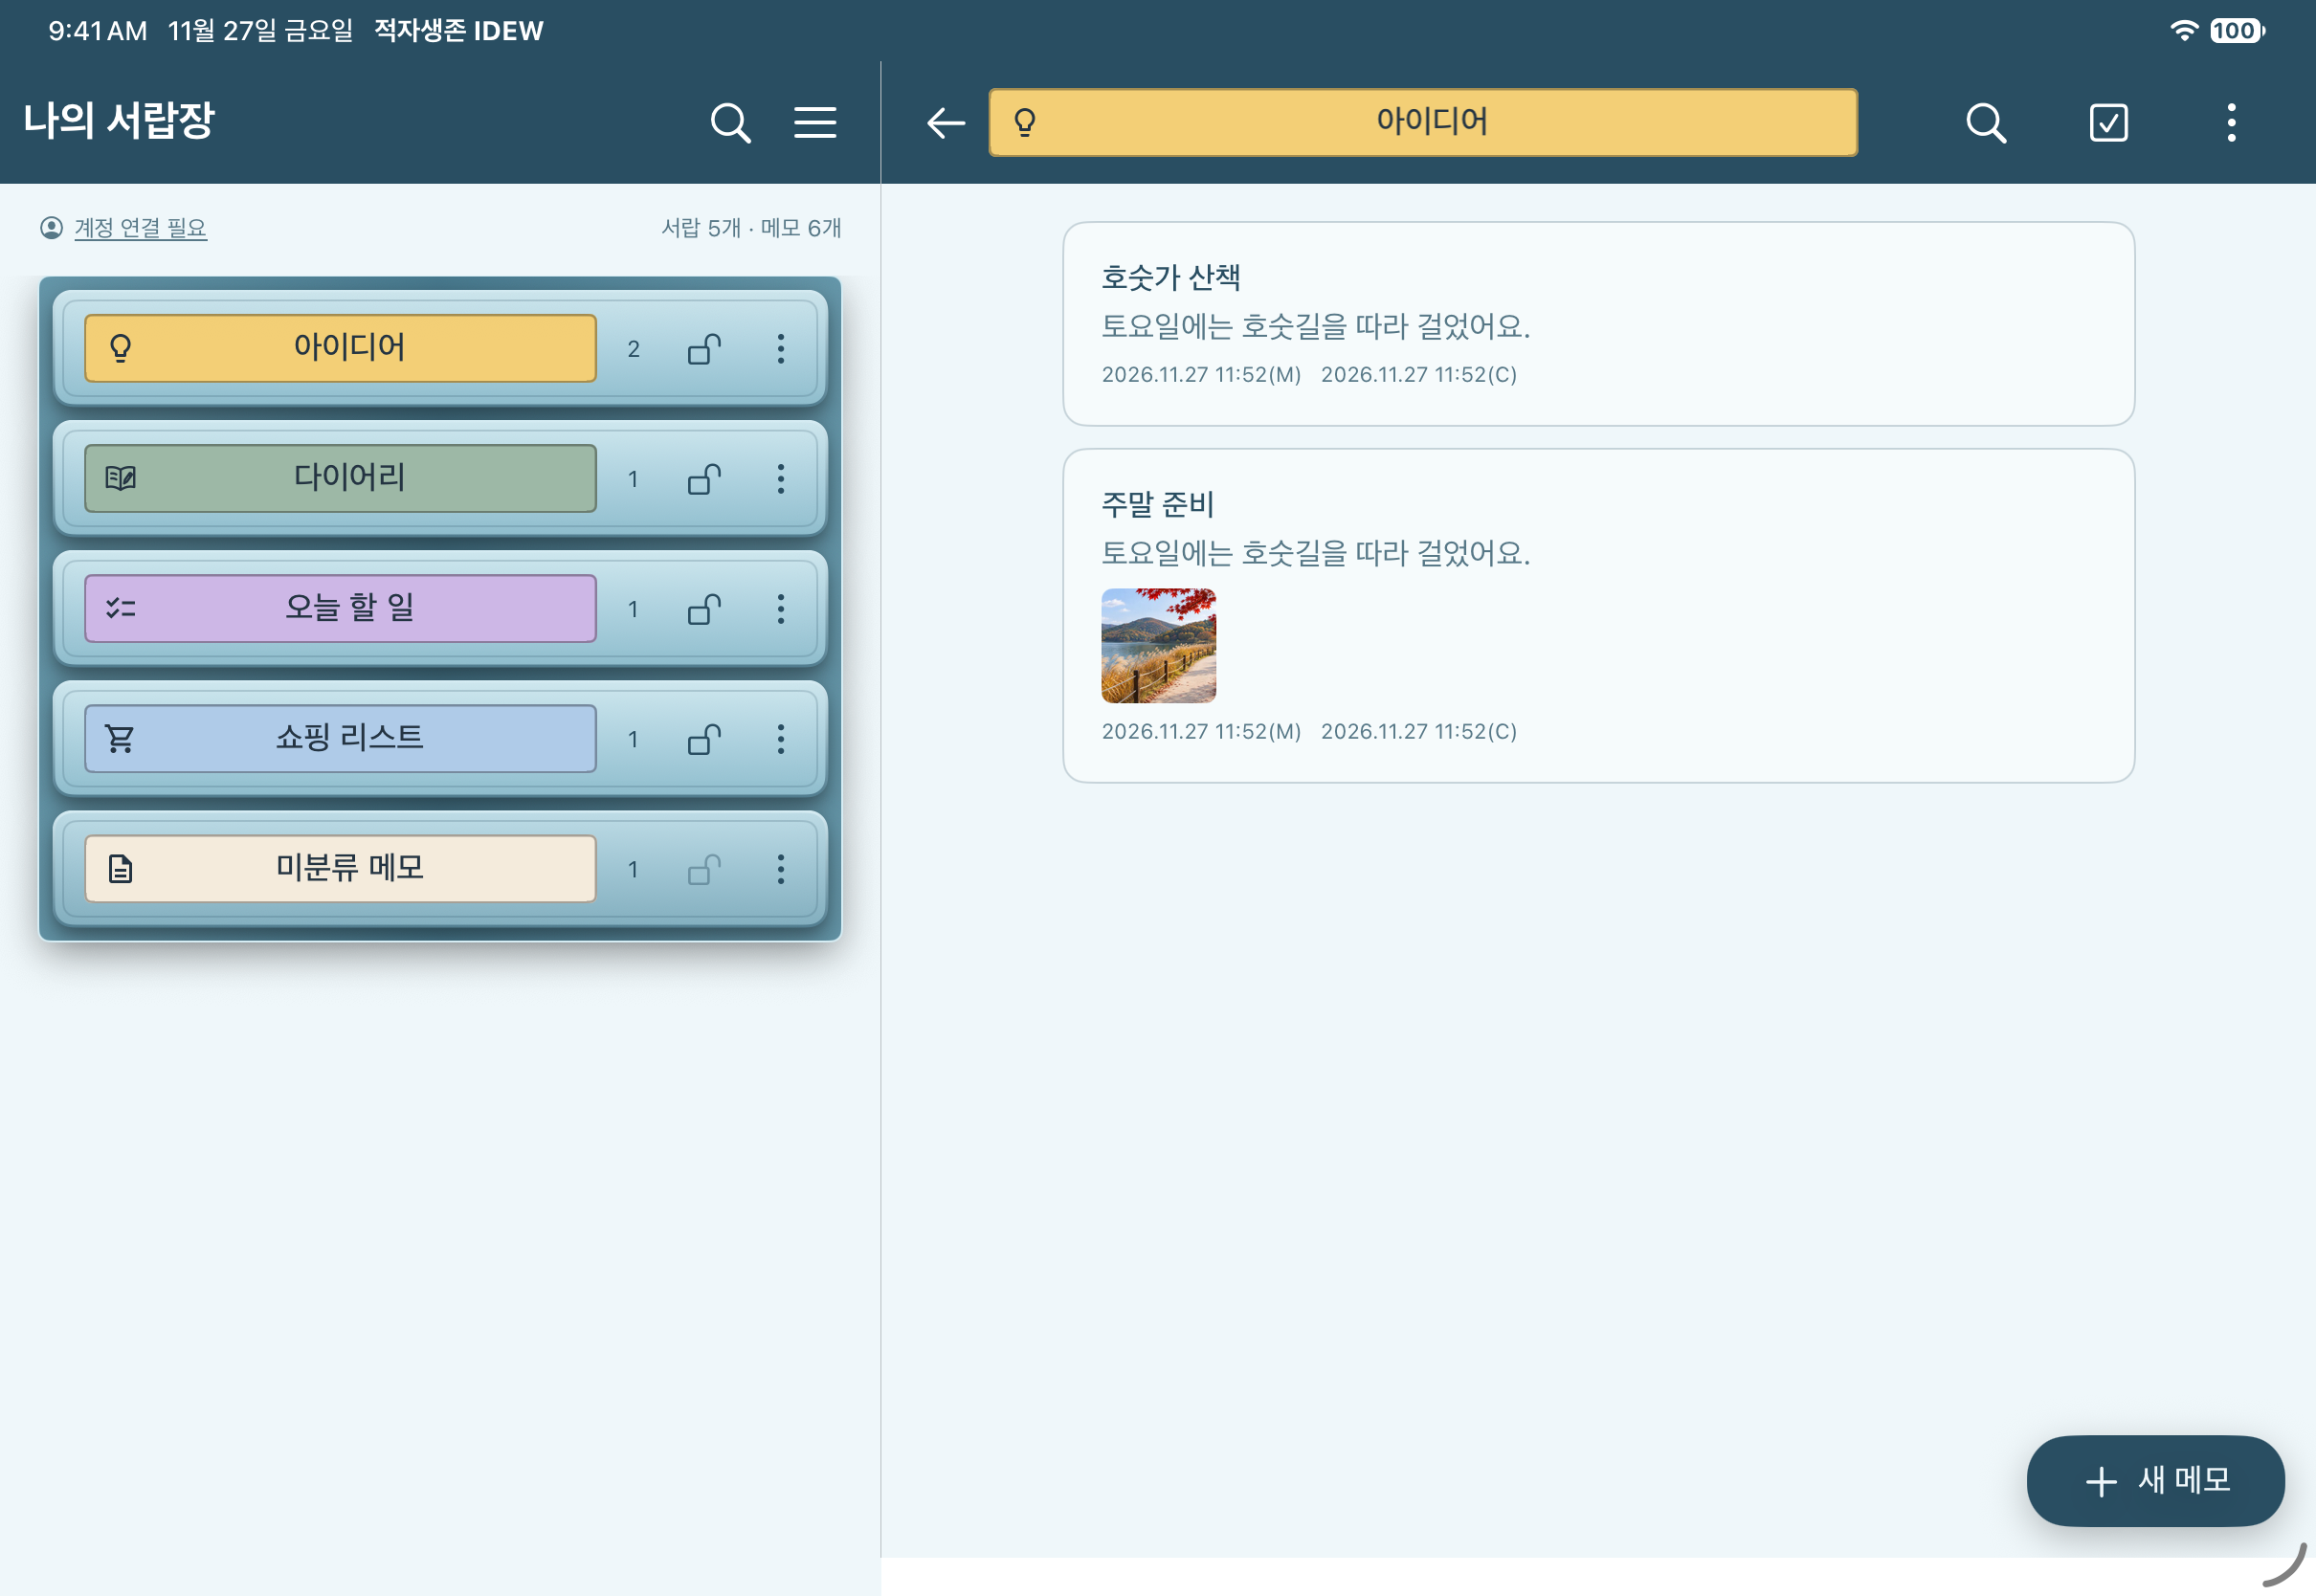 9:41 AM 11월 27일 금요일 적자생존 IDEW
100
나의 서랍장
계정 연결 필요
서랍 5개 · 메모 6개
아이디어
2
다이어리
1
오늘 할 일
1
쇼핑 리스트
1
미분류 메모
1
아이디어
호숫가 산책
토요일에는 호숫길을 따라 걸었어요.
2026.11.27 11:52(M) 2026.11.27 11:52(C)
주말 준비
토요일에는 호숫길을 따라 걸었어요.
2026.11.27 11:52(M) 2026.11.27 11:52(C)
새 메모